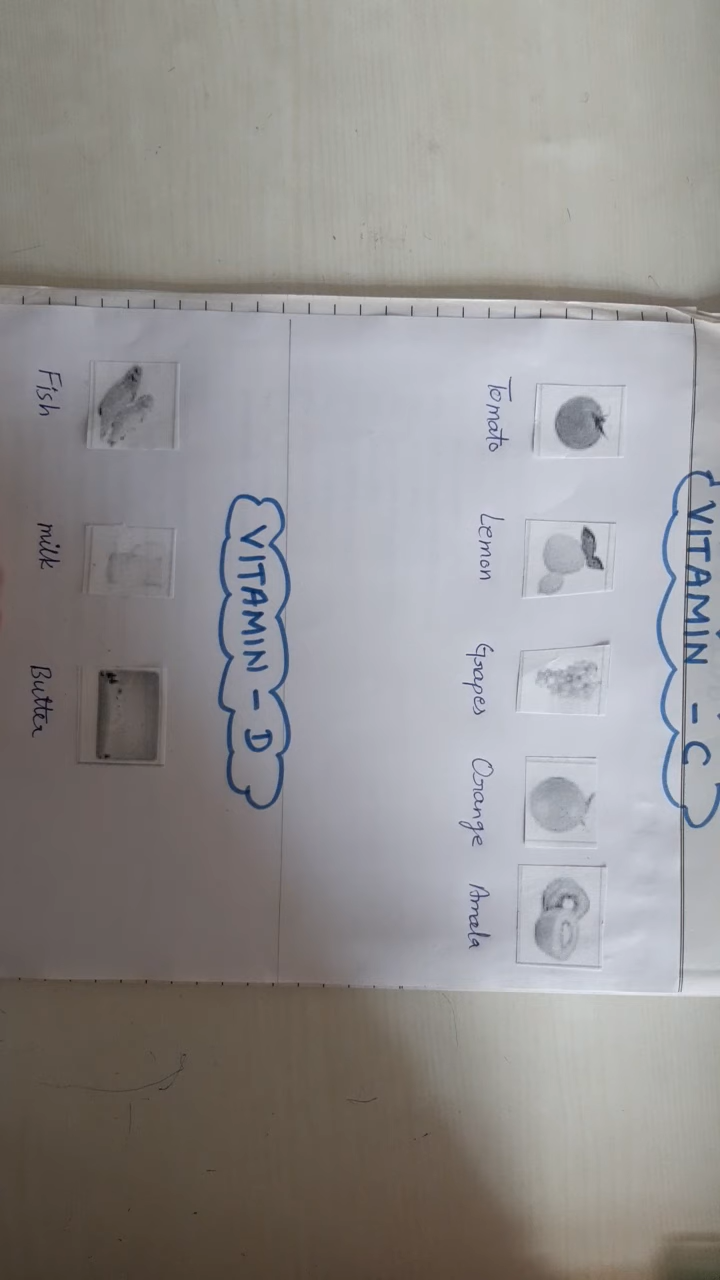 VITAMIN - C
Tomato Lemon Grapes Orange Amala
VITAMIN - D
Fish milk Butter